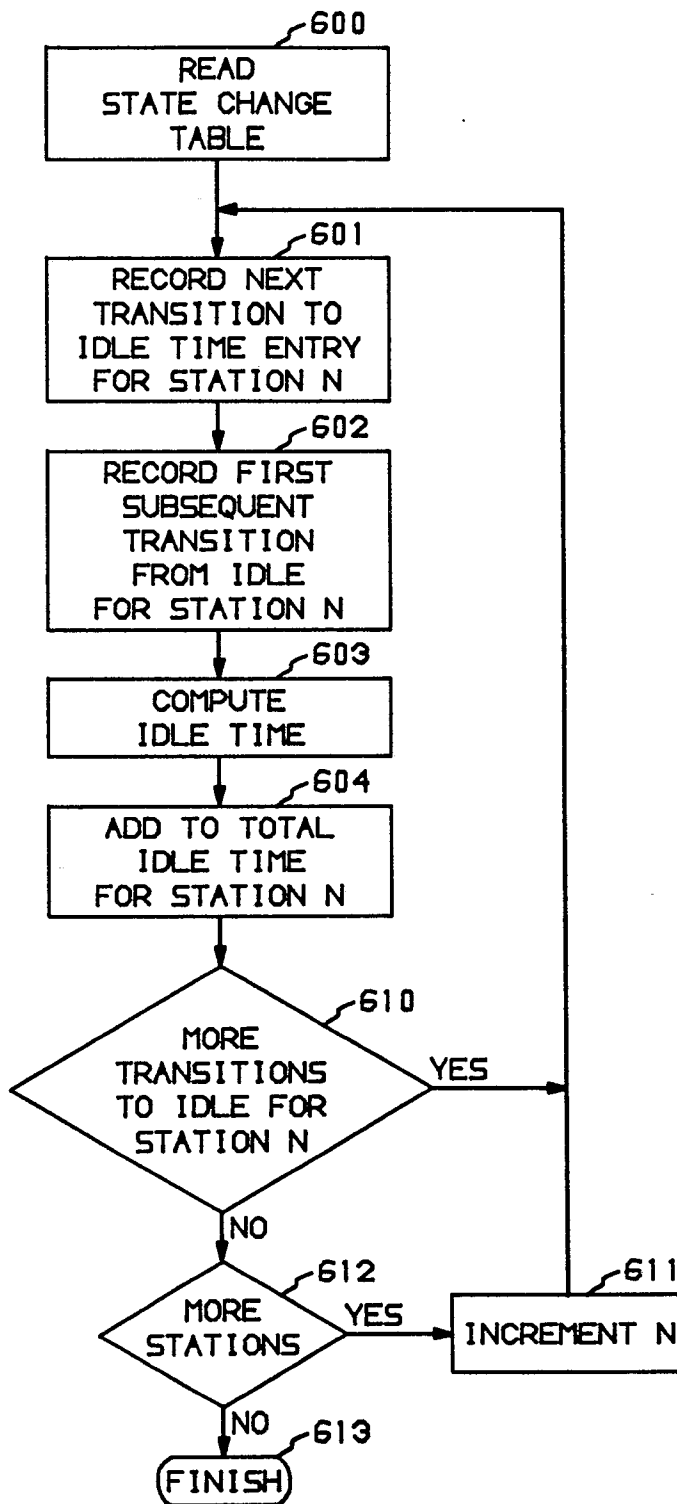 600
READ
STATE CHANGE
TABLE
601
RECORD NEXT
TRANSITION TO
IDLE TIME ENTRY
FOR STATION N
602
RECORD FIRST
SUBSEQUENT
TRANSITION
FROM IDLE
FOR STATION N
603
COMPUTE
IDLE TIME
604
ADD TO TOTAL
IDLE TIME
FOR STATION N
610
MORE
TRANSITIONS
TO IDLE FOR
STATION N
YES
NO
612
MORE
STATIONS
YES
611
INCREMENT N
NO
613
FINISH